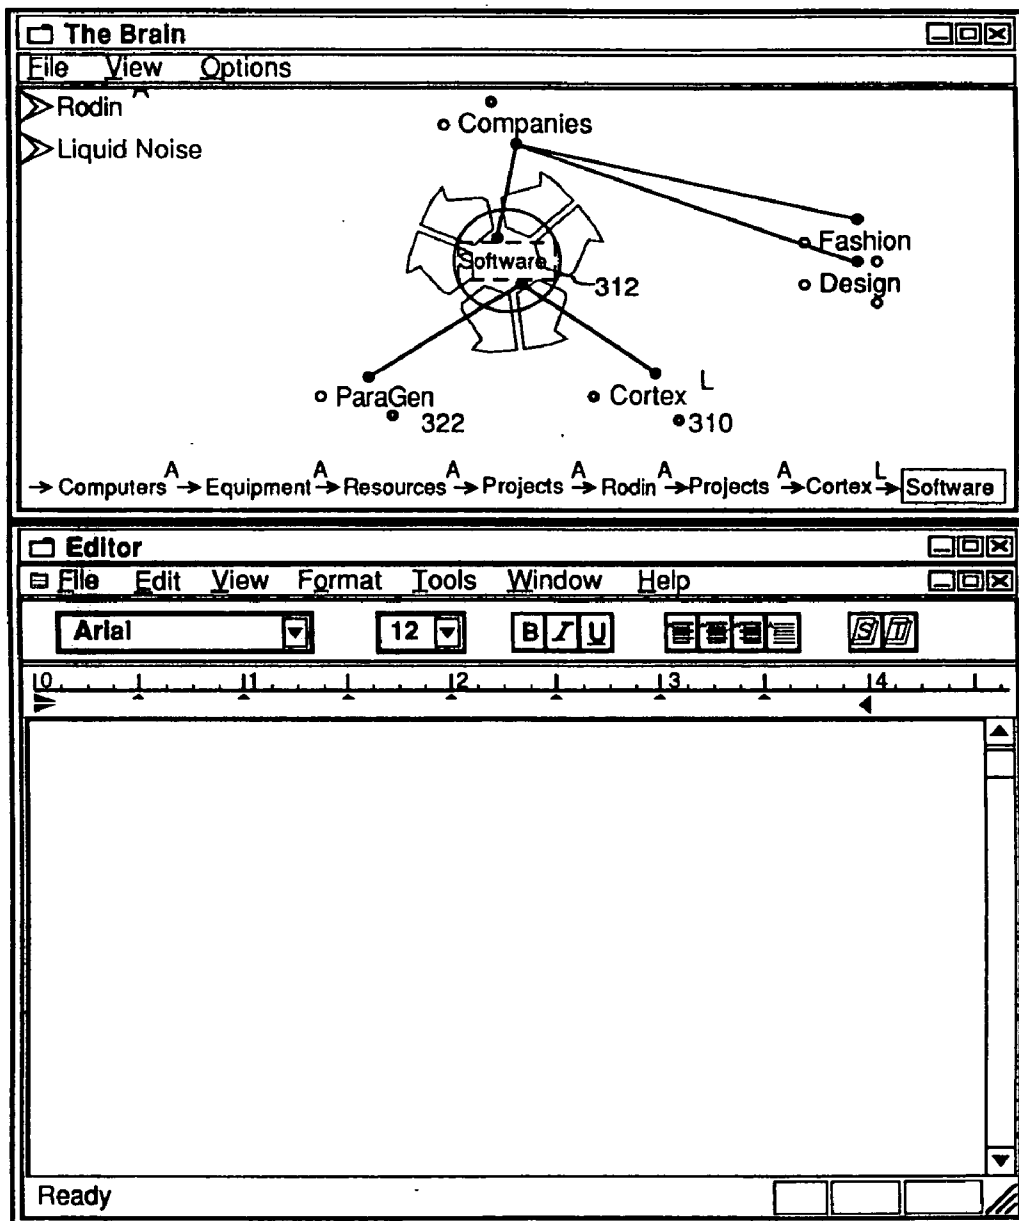 The Brain
File View Options
Rodin A
Liquid Noise
Companies
Software
312
Fashion
Design
ParaGen
322
Cortex L
310
→ Computers A → Equipment A → Resources A → Projects A → Rodin A → Projects A → Cortex L → Software
Editor
File Edit View Format Tools Window Help
Arial 12 B I U S T
0 1 2 3 4
Ready